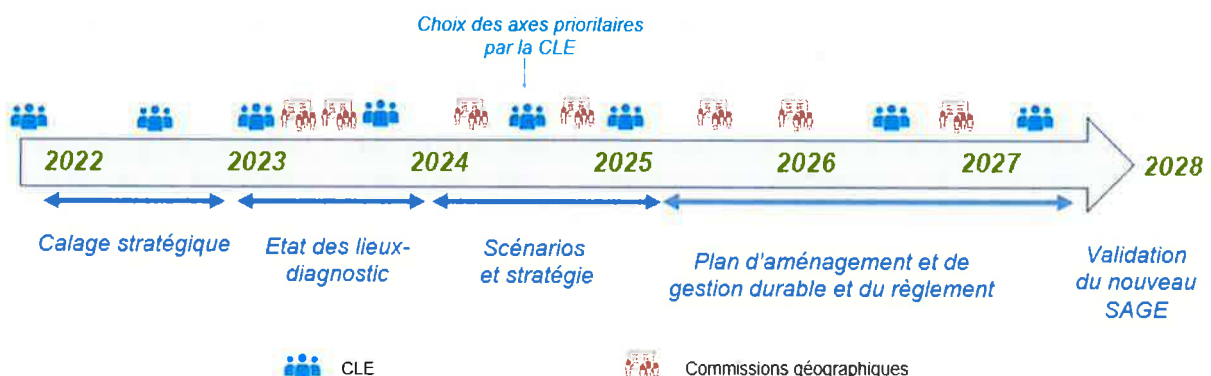 Choix des axes prioritaires
par la CLE
2022 2023 2024 2025 2026 2027 2028
Calage stratégique
Etat des lieux-
diagnostic
Scénarios
et stratégie
Plan d'aménagement et de
gestion durable et du règlement
Validation
du nouveau
SAGE
CLE
Commissions géographiques